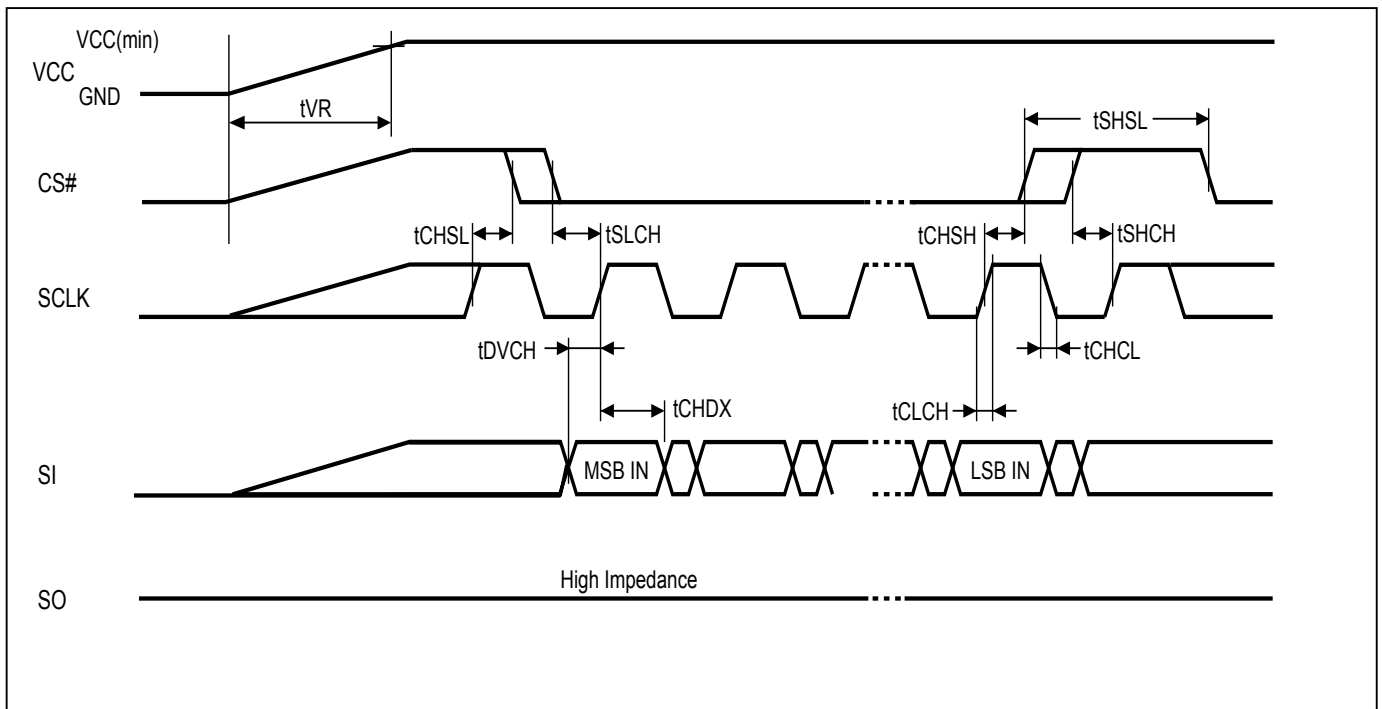 VCC(min)
VCC
GND
tVR
tSHSL
CS#
tCHSL
tSLCH
tCHSH
tSHCH
SCLK
tDVCH
tCHCL
tCHDX
tCLCH
SI
MSB IN
LSB IN
High Impedance
SO